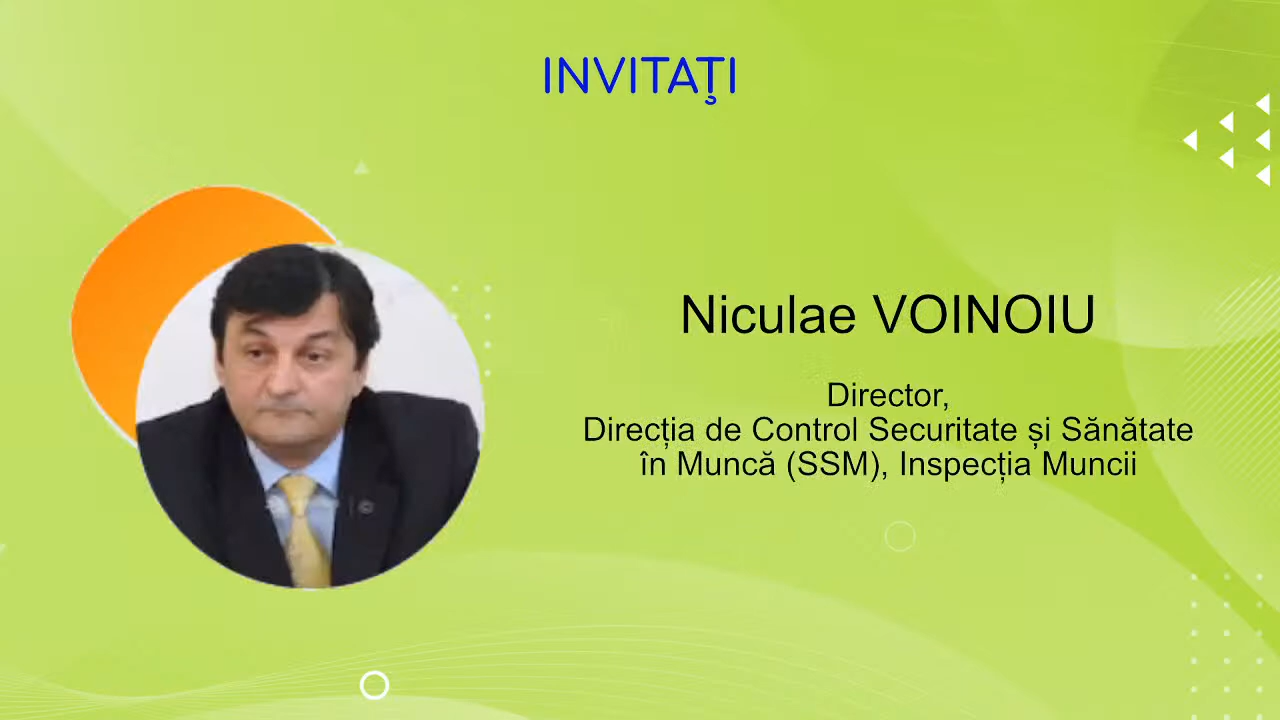 INVITAŢI
Niculae VOINOIU
Director,
Direcția de Control Securitate și Sănătate
în Muncă (SSM), Inspecția Muncii